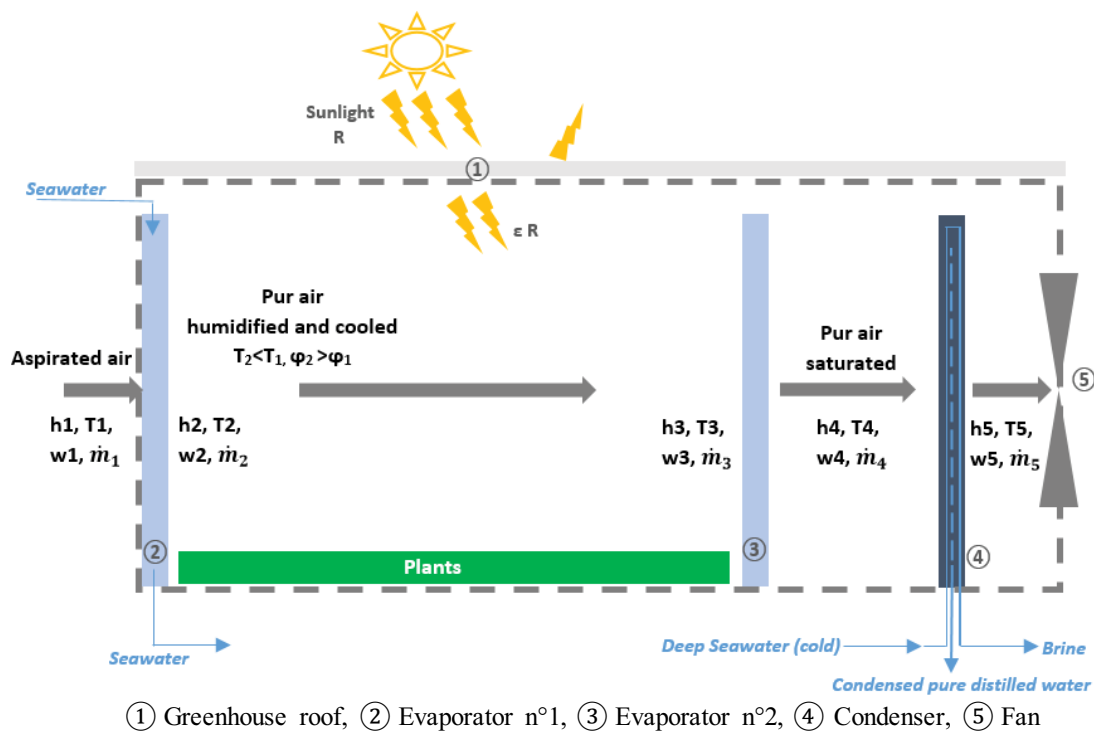 Sunlight
R
①
Seawater
ε R
Pur air
humidified and cooled
T₂<T₁, φ₂>φ₁
Pur air
saturated
Aspirated air
⑤
h1, T1,
w1, ṁ₁
h2, T2,
w2, ṁ₂
h3, T3,
w3, ṁ₃
h4, T4,
w4, ṁ₄
h5, T5,
w5, ṁ₅
②
③
④
Plants
Seawater
Deep Seawater (cold)
Brine
Condensed pure distilled water
① Greenhouse roof, ② Evaporator n°1, ③ Evaporator n°2, ④ Condenser, ⑤ Fan